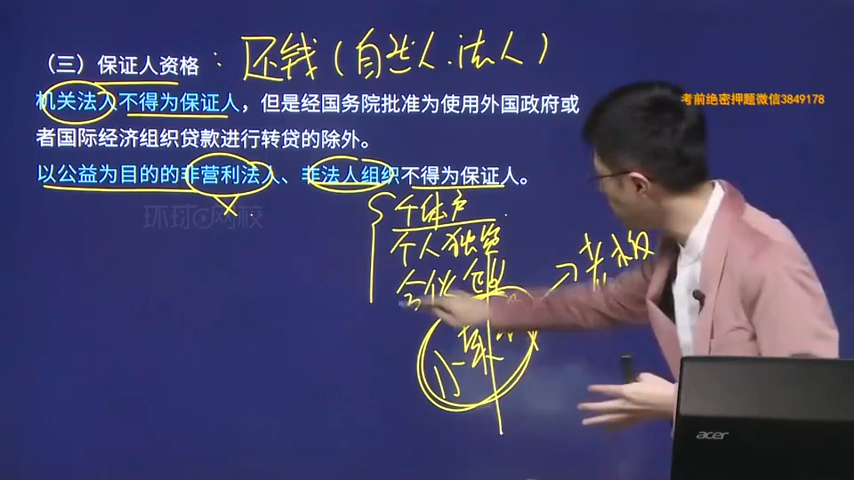 （三）保证人资格：还钱（自然人.法人）
考前绝密押题微信3849178
机关法人不得为保证人，但是经国务院批准为使用外国政府或
者国际经济组织贷款进行转贷的除外。
以公益为目的的非营利法人、非法人组织不得为保证人。
环球网校
个体户
个人独资
合伙企业
老板
acer